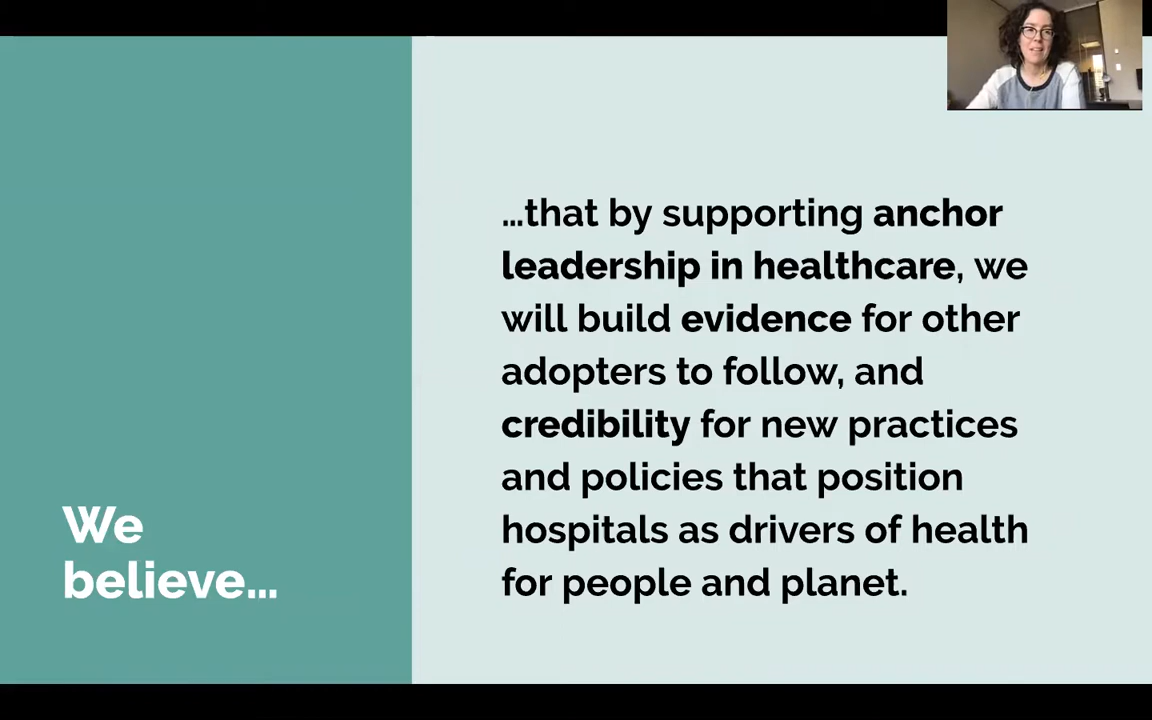 We
believe...
...that by supporting anchor
leadership in healthcare, we
will build evidence for other
adopters to follow, and
credibility for new practices
and policies that position
hospitals as drivers of health
for people and planet.